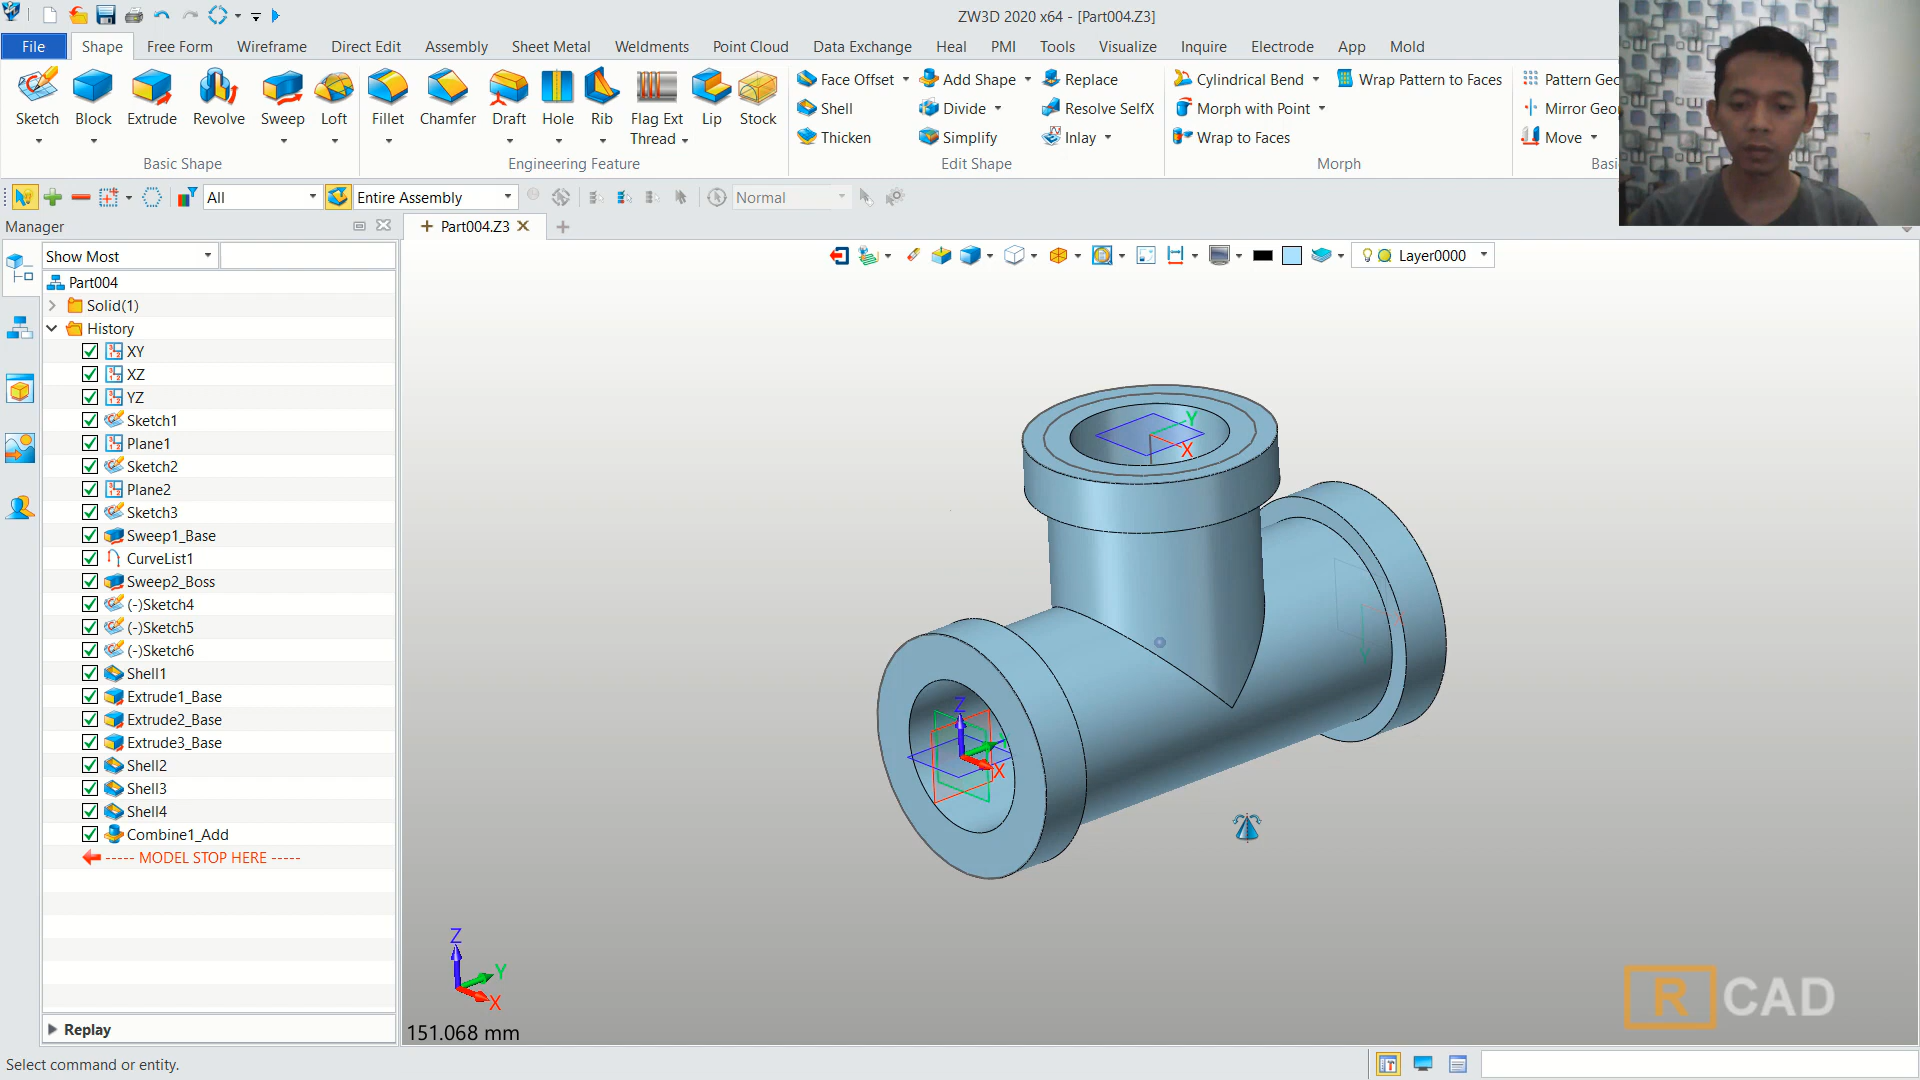 ZW3D 2020 x64 - [Part004.Z3]
File
Shape
Free Form
Wireframe
Direct Edit
Assembly
Sheet Metal
Weldments
Point Cloud
Data Exchange
Heal
PMI
Tools
Visualize
Inquire
Electrode
App
Mold
Sketch
Block
Extrude
Revolve
Sweep
Loft
Fillet
Chamfer
Draft
Hole
Rib
Flag Ext
Thread
Lip
Stock
Face Offset
Add Shape
Replace
Cylindrical Bend
Wrap Pattern to Faces
Pattern Geo
Shell
Divide
Resolve SelfX
Morph with Point
Mirror Geo
Thicken
Simplify
Inlay
Wrap to Faces
Move
Basic Shape
Engineering Feature
Edit Shape
Morph
Basi
All
Entire Assembly
Normal
Manager
Part004.Z3
Show Most
Layer0000
Part004
Solid(1)
History
XY
XZ
YZ
Sketch1
Plane1
Sketch2
Plane2
Sketch3
Sweep1_Base
CurveList1
Sweep2_Boss
(-)Sketch4
(-)Sketch5
(-)Sketch6
Shell1
Extrude1_Base
Extrude2_Base
Extrude3_Base
Shell2
Shell3
Shell4
Combine1_Add
----- MODEL STOP HERE -----
Y
X
Y
Z
X
Z
Y
X
R CAD
151.068 mm
Replay
Select command or entity.